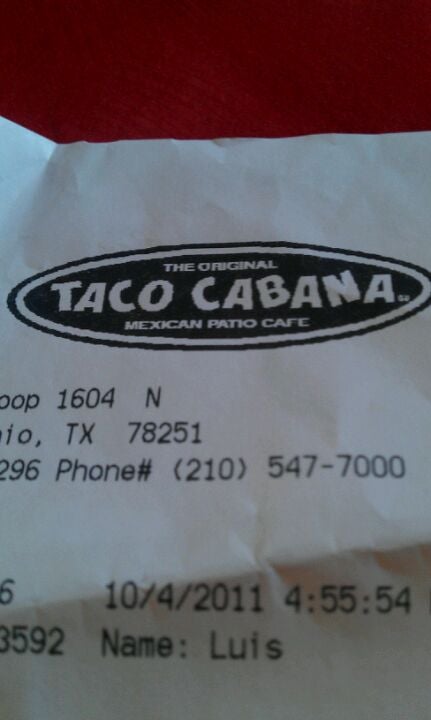 THE ORIGINAL
TACO CABANA
MEXICAN PATIO CAFE
oop 1604 N
nio, TX 78251
296 Phone# (210) 547-7000
6 10/4/2011 4:55:54
3592 Name: Luis